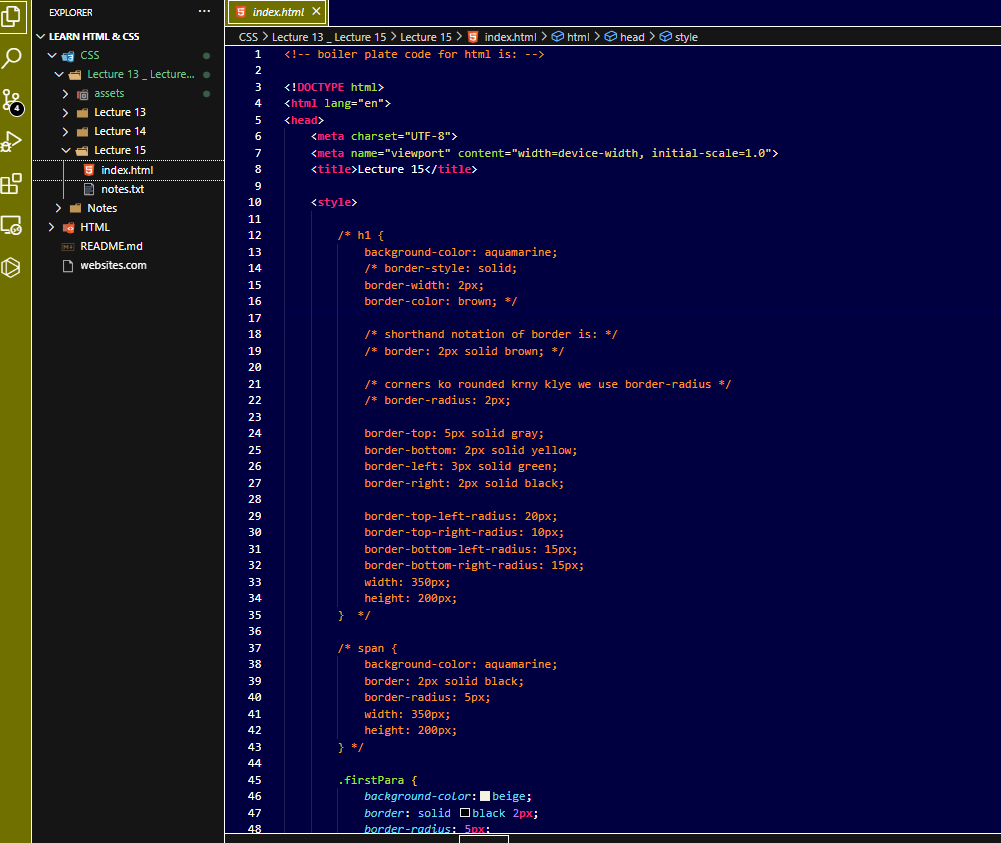 EXPLORER ···
LEARN HTML & CSS
CSS
Lecture 13 _ Lecture...
assets
Lecture 13
Lecture 14
Lecture 15
index.html
notes.txt
Notes
HTML
README.md
websites.com
4
index.html
CSS > Lecture 13 _ Lecture 15 > Lecture 15 > index.html > html > head > style
1 <!-- boiler plate code for html is: -->
2
3 <!DOCTYPE html>
4 <html lang="en">
5 <head>
6 <meta charset="UTF-8">
7 <meta name="viewport" content="width=device-width, initial-scale=1.0">
8 <title>Lecture 15</title>
9
10 <style>
11
12 /* h1 {
13 background-color: aquamarine;
14 /* border-style: solid;
15 border-width: 2px;
16 border-color: brown; */
17
18 /* shorthand notation of border is: */
19 /* border: 2px solid brown; */
20
21 /* corners ko rounded krny klye we use border-radius */
22 /* border-radius: 2px;
23
24 border-top: 5px solid gray;
25 border-bottom: 2px solid yellow;
26 border-left: 3px solid green;
27 border-right: 2px solid black;
28
29 border-top-left-radius: 20px;
30 border-top-right-radius: 10px;
31 border-bottom-left-radius: 15px;
32 border-bottom-right-radius: 15px;
33 width: 350px;
34 height: 200px;
35 } */
36
37 /* span {
38 background-color: aquamarine;
39 border: 2px solid black;
40 border-radius: 5px;
41 width: 350px;
42 height: 200px;
43 } */
44
45 .firstPara {
46 background-color: beige;
47 border: solid black 2px;
48 border-radius: 5px;